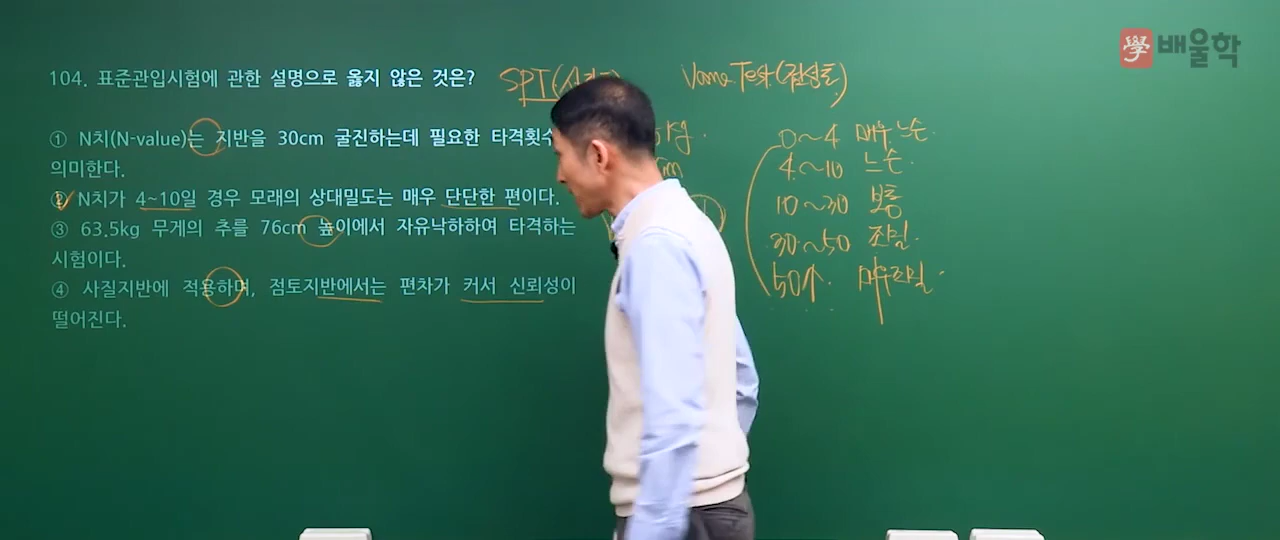 學 배울학
104. 표준관입시험에 관한 설명으로 옳지 않은 것은?
① N치(N-value)는 지반을 30cm 굴진하는데 필요한 타격횟수
의미한다.
② N치가 4~10일 경우 모래의 상대밀도는 매우 단단한 편이다.
③ 63.5kg 무게의 추를 76cm 높이에서 자유낙하하여 타격하는
시험이다.
④ 사질지반에 적용하며, 점토지반에서는 편차가 커서 신뢰성이
떨어진다.
SPT(
kg.
Test(점성토)
0~4 매우 느슨.
4~10 느슨.
10~30 보통
30~50 조밀.
50↑. 매우조밀.